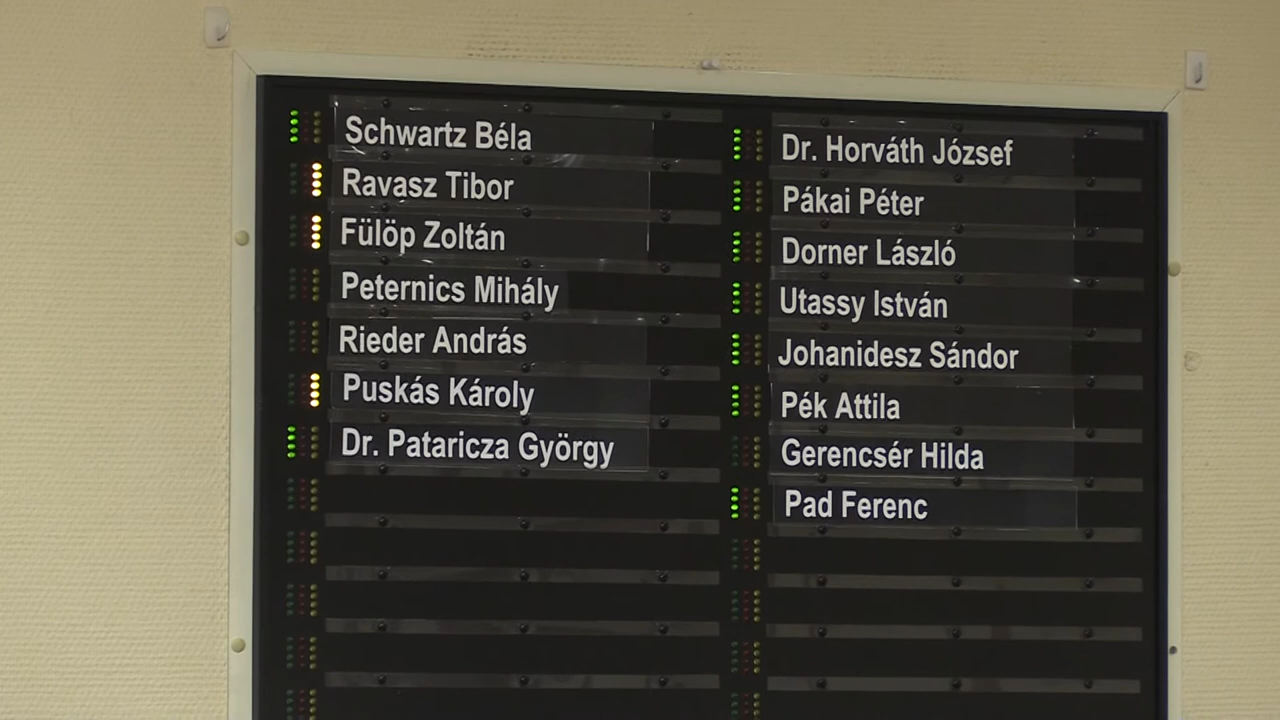 Schwartz Béla
Ravasz Tibor
Fülöp Zoltán
Peternics Mihály
Rieder András
Puskás Károly
Dr. Pataricza György
Dr. Horváth József
Pákai Péter
Dorner László
Utassy István
Johanidesz Sándor
Pék Attila
Gerencsér Hilda
Pad Ferenc